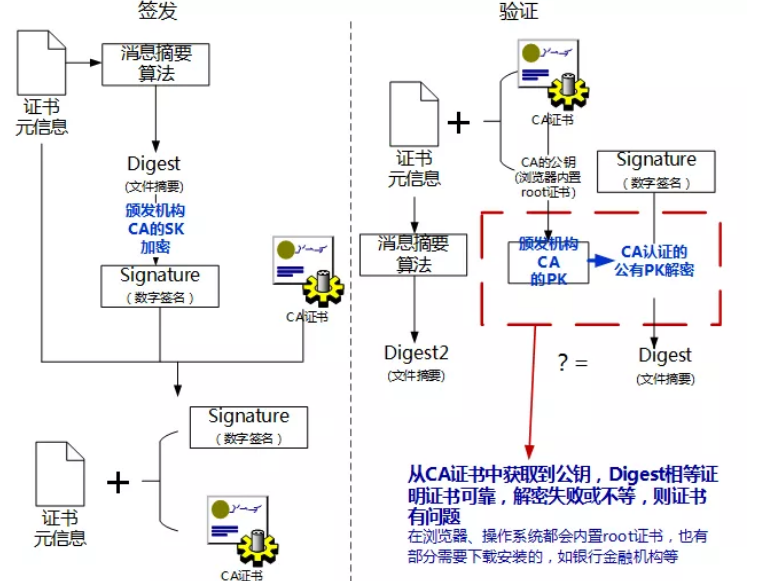 签发
消息摘要
算法
证书
元信息
Digest
(文件摘要)
颁发机构
CA的SK
加密
Signature
(数字签名)
CA证书
Signature
(数字签名)
证书
元信息
CA证书
验证
CA证书
证书
元信息
CA的公钥
(浏览器内置
root证书)
Signature
(数字签名)
消息摘要
算法
颁发机构
CA
的PK
CA认证的
公有PK解密
Digest2
(文件摘要)
? =
Digest
(文件摘要)
从CA证书中获取到公钥，Digest相等证
明证书可靠，解密失败或不等，则证书
有问题
在浏览器、操作系统都会内置root证书，也有
部分需要下载安装的，如银行金融机构等